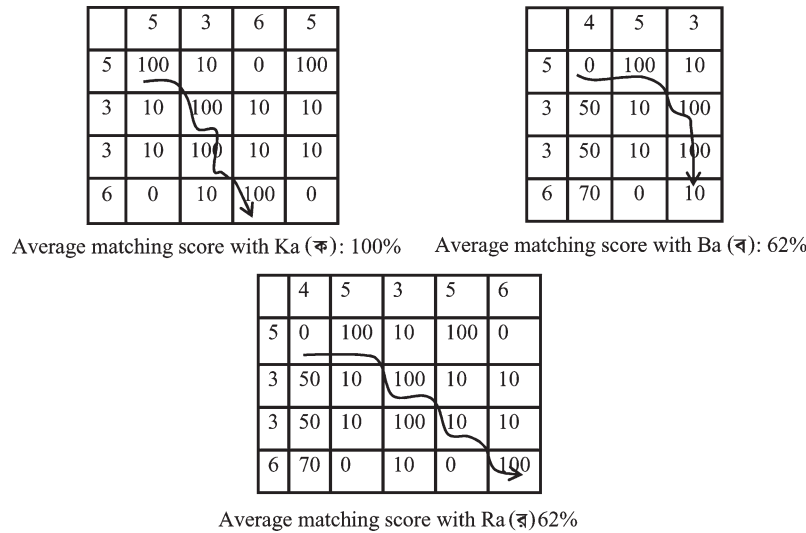 5 3 6 5
5 100 10 0 100
3 10 100 10 10
3 10 100 10 10
6 0 10 100 0
Average matching score with Ka (ক): 100%
4 5 3
5 0 100 10
3 50 10 100
3 50 10 100
6 70 0 10
Average matching score with Ba (ব): 62%
4 5 3 5 6
5 0 100 10 100 0
3 50 10 100 10 10
3 50 10 100 10 10
6 70 0 10 0 100
Average matching score with Ra (র) 62%